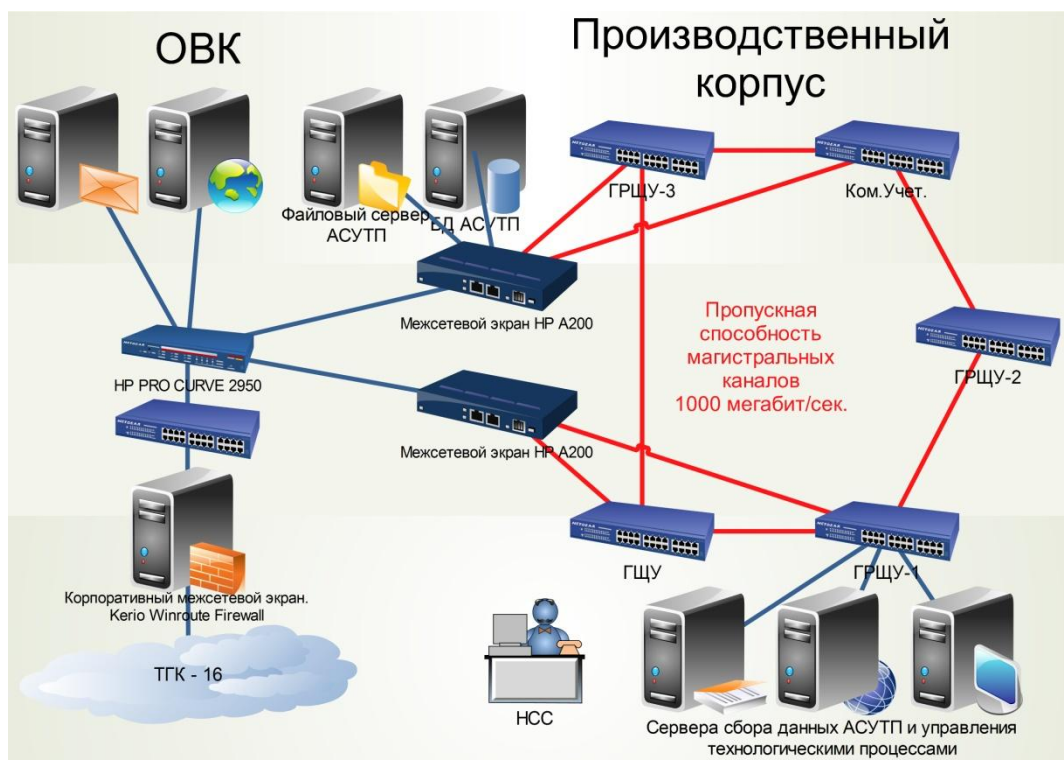 ОВК
Производственный
корпус
Файловый сервер
АСУТП
БД АСУТП
ГРЩУ-3
Ком.Учет.
Межсетевой экран HP A200
Пропускная
способность
магистральных
каналов
1000 мегабит/сек.
HP PRO CURVE 2950
ГРЩУ-2
Межсетевой экран HP A200
ГЩУ
ГРЩУ-1
Корпоративный межсетевой экран.
Kerio Winroute Firewall
ТГК - 16
НСС
Сервера сбора данных АСУТП и управления
технологическими процессами